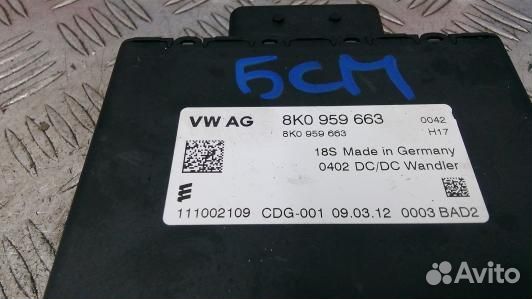 БСМ
VW AG 8K0 959 663 0042
8K0 959 663 H17
18S Made in Germany
0402 DC/DC Wandler
111002109 CDG-001 09.03.12 0003 BAD2
Avito